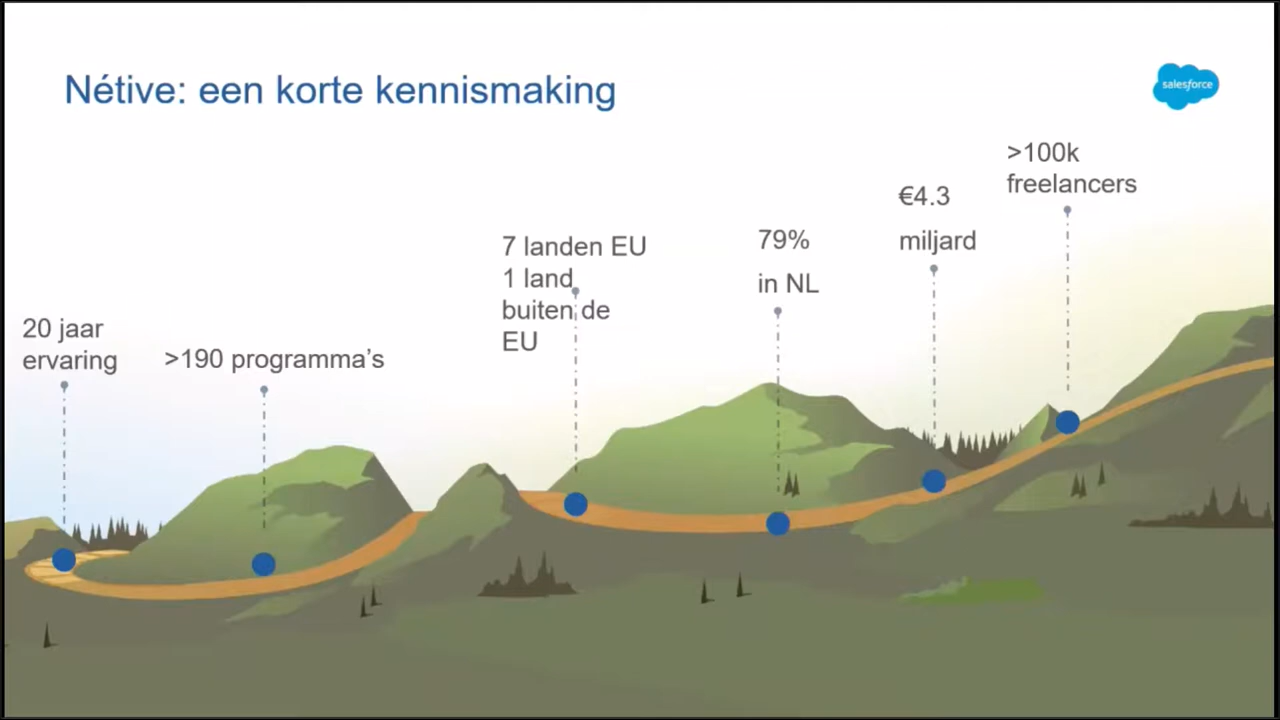 Nétive: een korte kennismaking
salesforce
>100k
freelancers
€4.3
miljard
79%
in NL
7 landen EU
1 land
buiten de
EU
20 jaar
ervaring
>190 programma’s